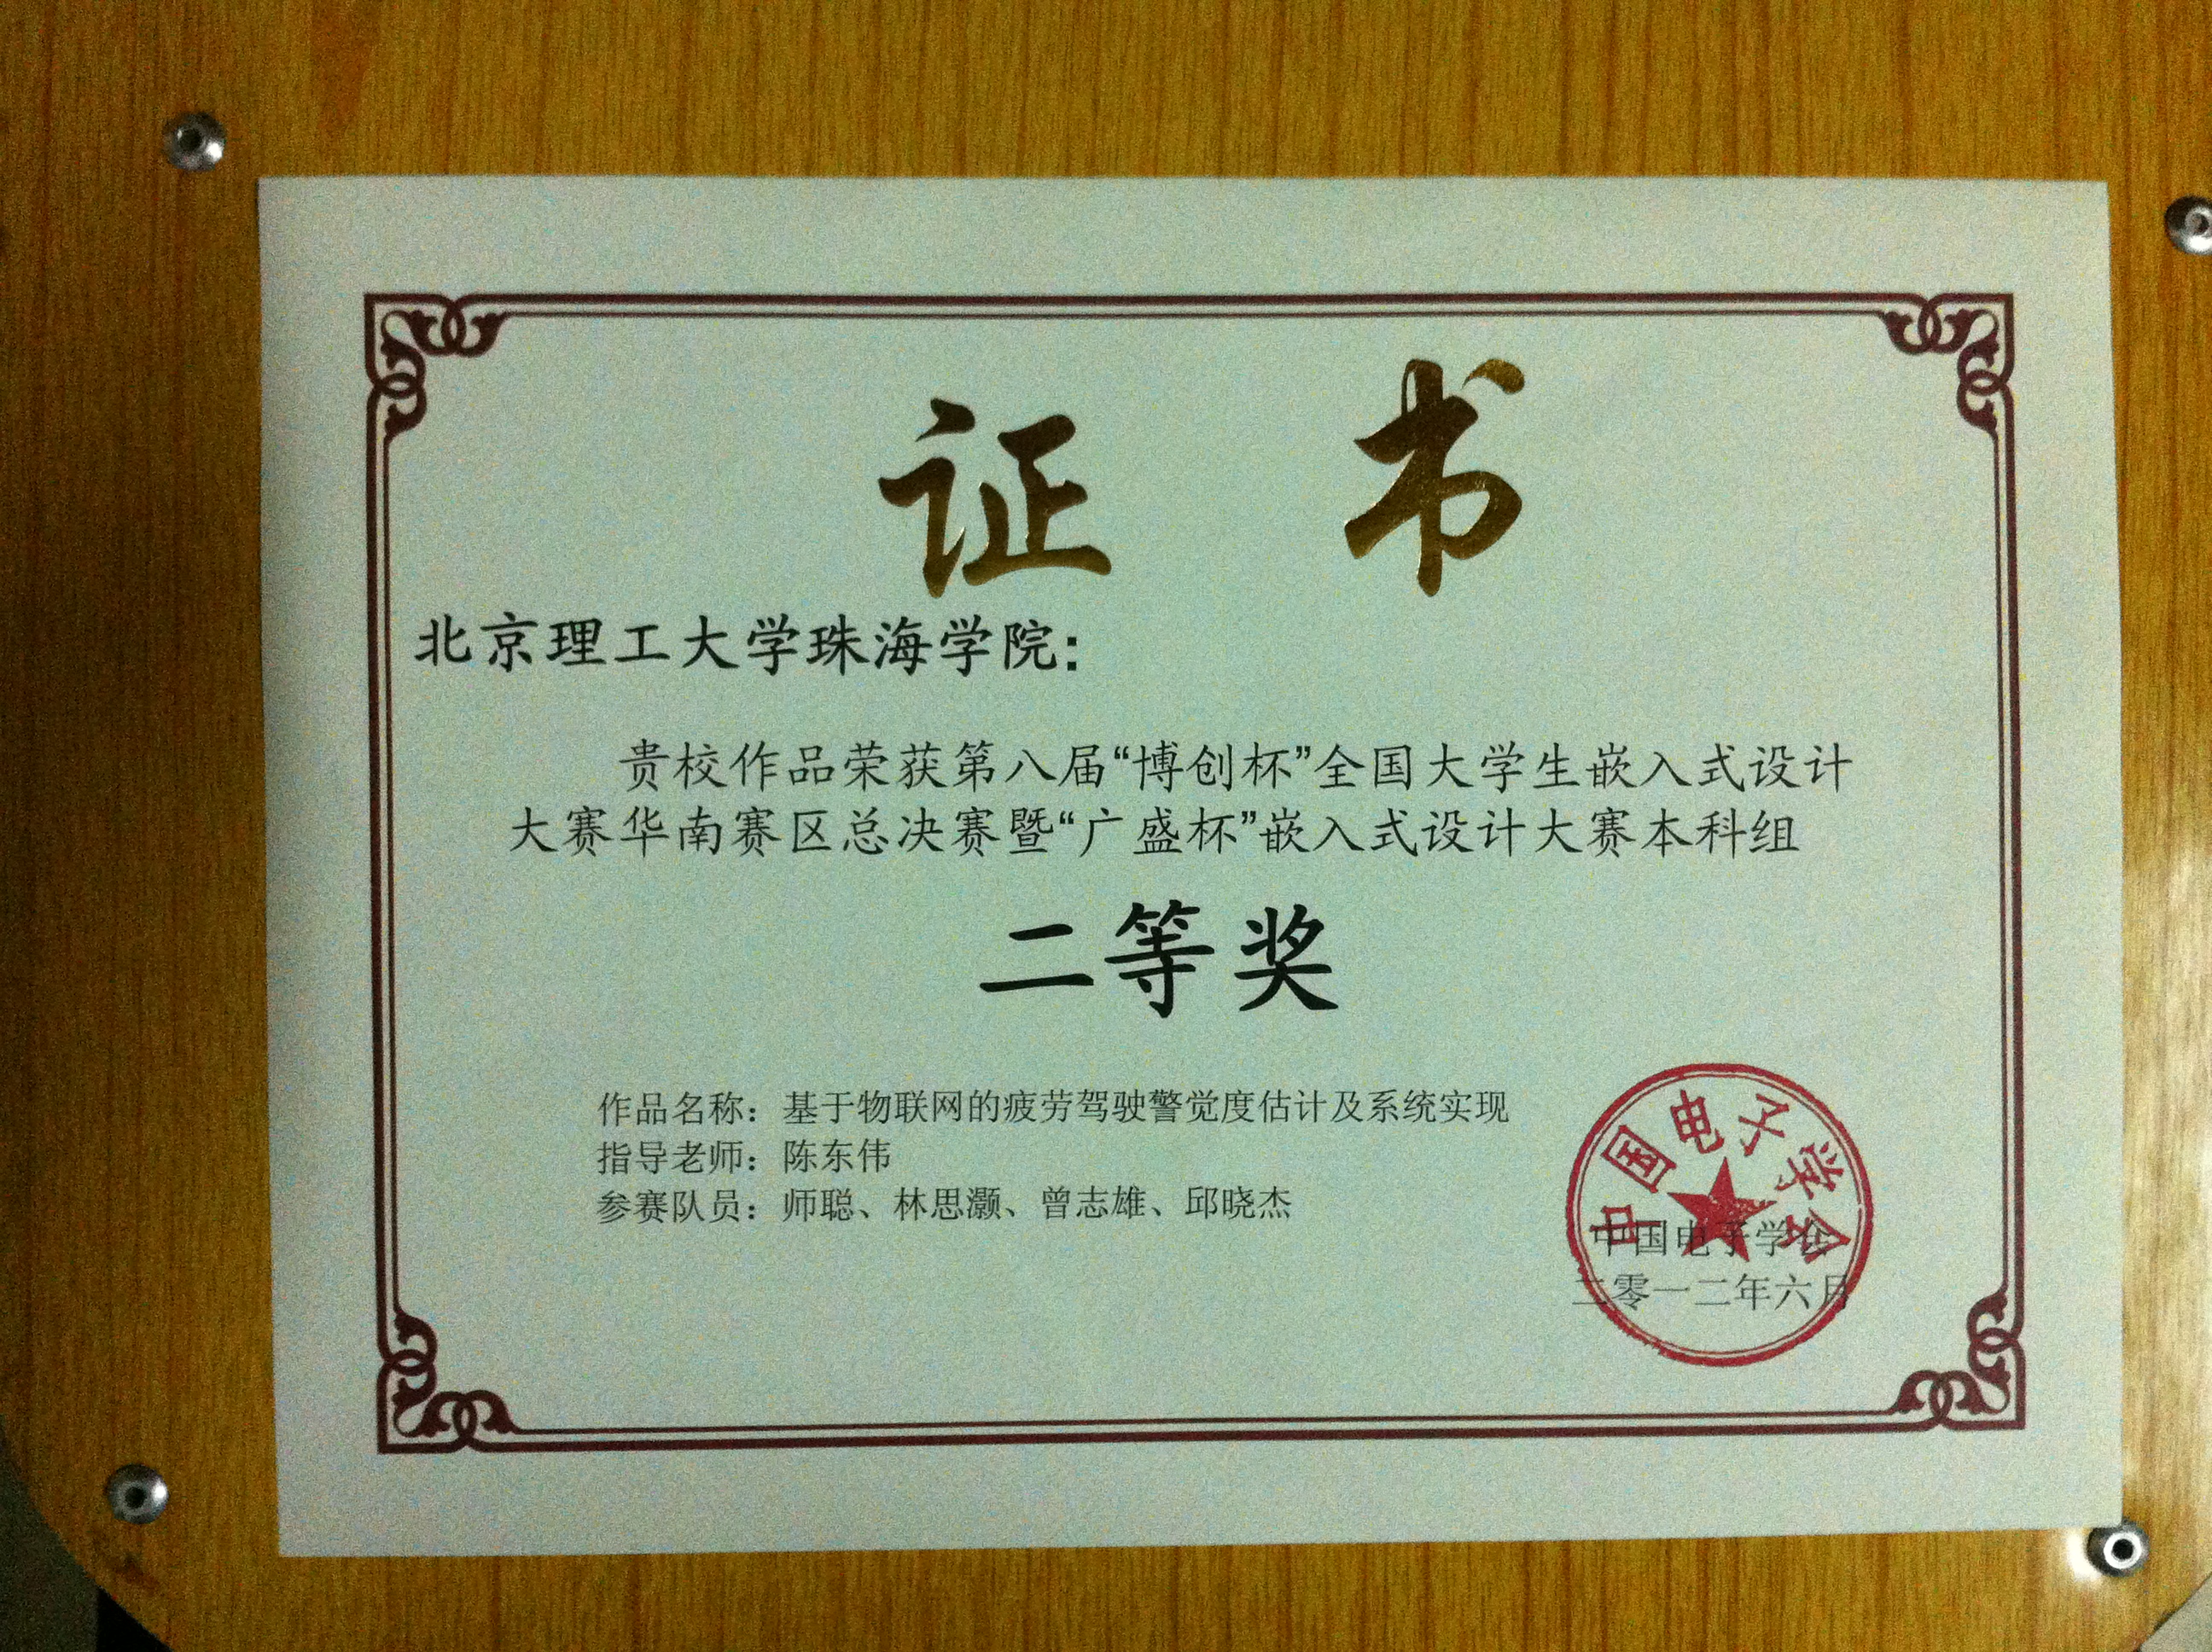 证书
北京理工大学珠海学院：
贵校作品荣获第八届“博创杯”全国大学生嵌入式设计
大赛华南赛区总决赛暨“广盛杯”嵌入式设计大赛本科组
二等奖
作品名称：基于物联网的疲劳驾驶警觉度估计及系统实现
指导老师：陈东伟
参赛队员：师聪、林思灏、曾志雄、邱晓杰
中国电子学会
二零一二年六月
中国电子学会